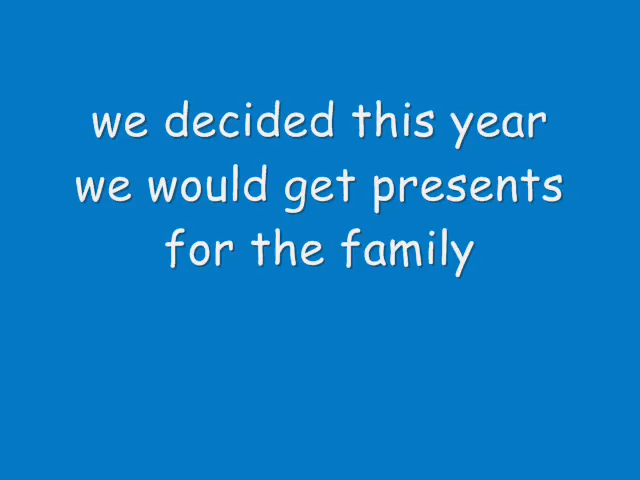 we decided this year
we would get presents
for the family